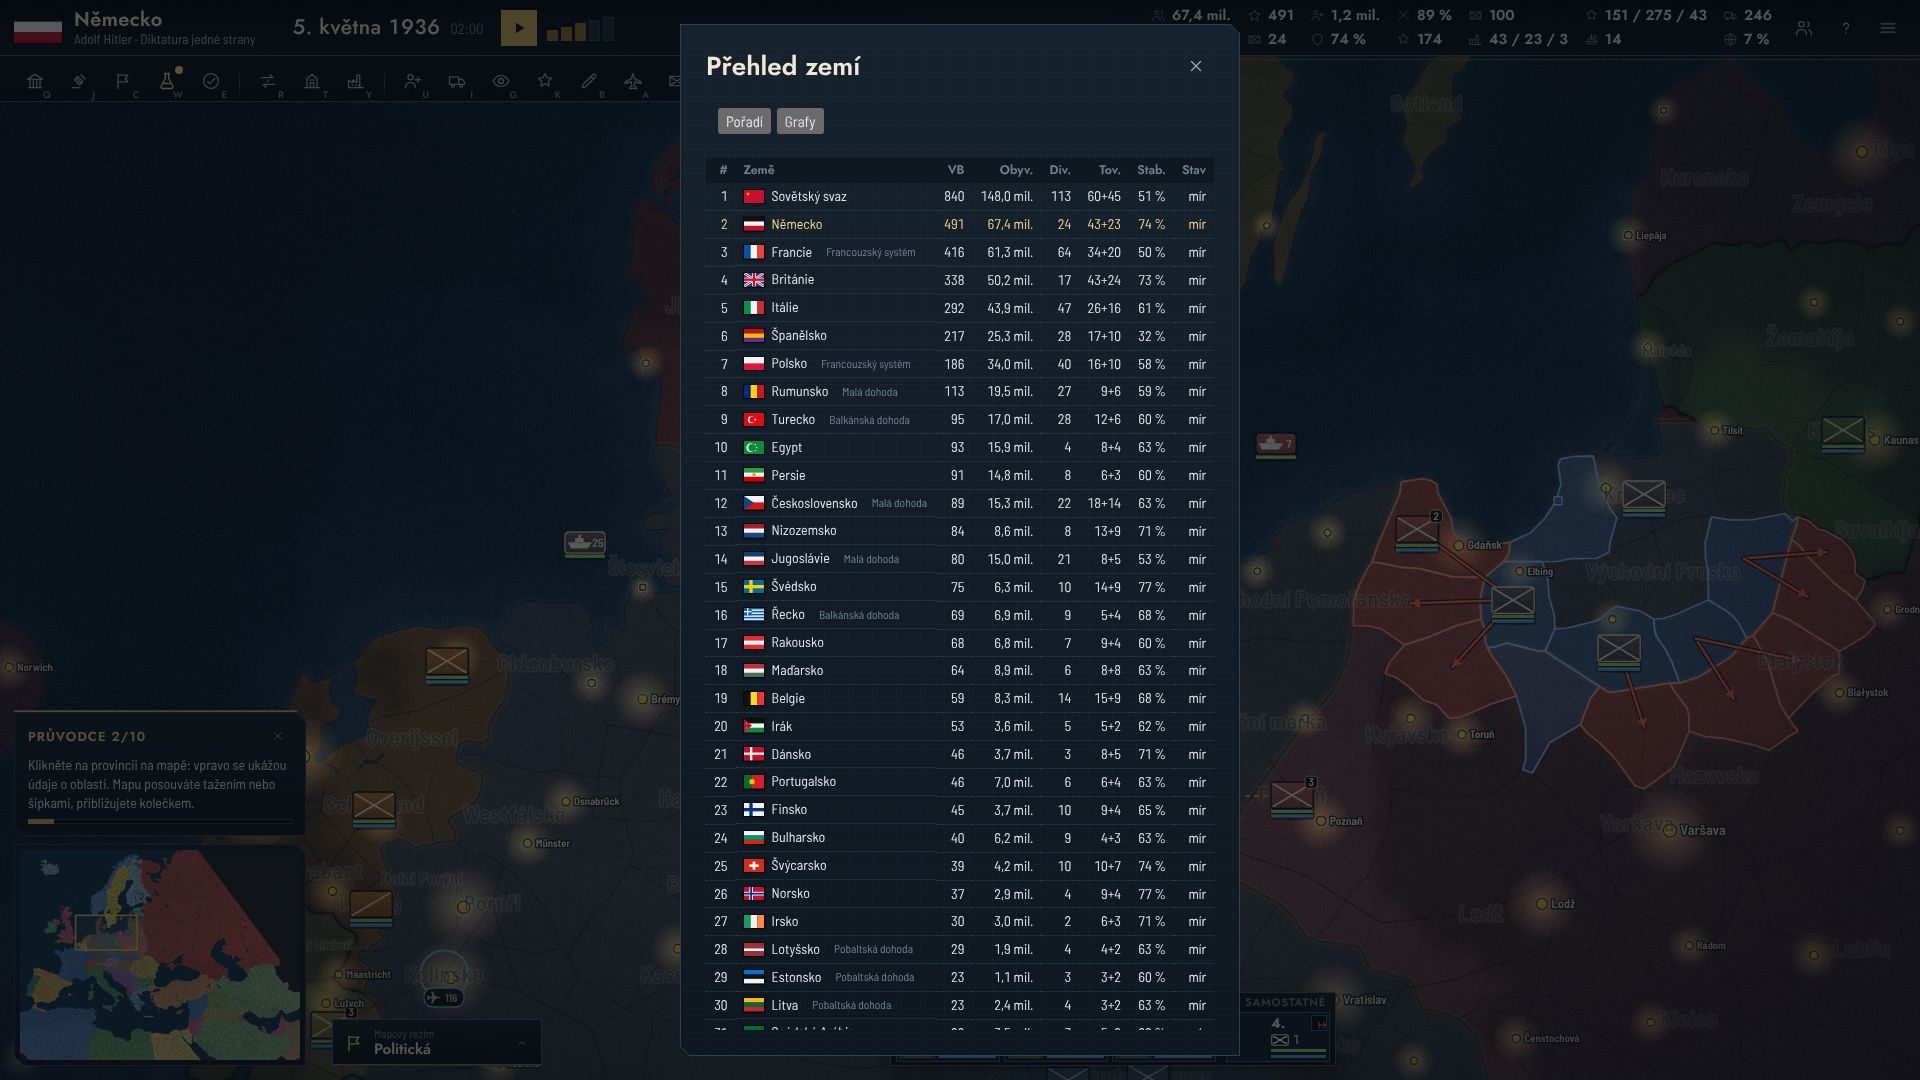 Německo
Adolf Hitler · Diktatura jedné strany
5. května 1936 02:00
67,4 mil. 491 1,2 mil. 89 % 100 151 / 275 / 43 246
24 74 % 174 43 / 23 / 3 14 7 %
Q J C W E R T Y U I G K B A
Přehled zemí
Pořadí Grafy
# Země VB Obyv. Div. Tov. Stab. Stav
1 Sovětský svaz 840 148,0 mil. 113 60+45 51 % mír
2 Německo 491 67,4 mil. 24 43+23 74 % mír
3 Francie Francouzský systém 416 61,3 mil. 64 34+20 50 % mír
4 Británie 338 50,2 mil. 17 43+24 73 % mír
5 Itálie 292 43,9 mil. 47 26+16 61 % mír
6 Španělsko 217 25,3 mil. 28 17+10 32 % mír
7 Polsko Francouzský systém 186 34,0 mil. 40 16+10 58 % mír
8 Rumunsko Malá dohoda 113 19,5 mil. 27 9+6 59 % mír
9 Turecko Balkánská dohoda 95 17,0 mil. 28 12+6 60 % mír
10 Egypt 93 15,9 mil. 4 8+4 63 % mír
11 Persie 91 14,8 mil. 8 6+3 60 % mír
12 Československo Malá dohoda 89 15,3 mil. 22 18+14 63 % mír
13 Nizozemsko 84 8,6 mil. 8 13+9 71 % mír
14 Jugoslávie Malá dohoda 80 15,0 mil. 21 8+5 53 % mír
15 Švédsko 75 6,3 mil. 10 14+9 77 % mír
16 Řecko Balkánská dohoda 69 6,9 mil. 9 5+4 68 % mír
17 Rakousko 68 6,8 mil. 7 9+4 60 % mír
18 Maďarsko 64 8,9 mil. 6 8+8 63 % mír
19 Belgie 59 8,3 mil. 14 15+9 68 % mír
20 Irák 53 3,6 mil. 5 5+2 62 % mír
21 Dánsko 46 3,7 mil. 3 8+5 71 % mír
22 Portugalsko 46 7,0 mil. 6 6+4 63 % mír
23 Finsko 45 3,7 mil. 10 9+4 65 % mír
24 Bulharsko 40 6,2 mil. 9 4+3 63 % mír
25 Švýcarsko 39 4,2 mil. 10 10+7 74 % mír
26 Norsko 37 2,9 mil. 4 9+4 77 % mír
27 Irsko 30 3,0 mil. 2 6+3 71 % mír
28 Lotyšsko Pobaltská dohoda 29 1,9 mil. 4 4+2 63 % mír
29 Estonsko Pobaltská dohoda 23 1,1 mil. 3 3+2 60 % mír
30 Litva Pobaltská dohoda 23 2,4 mil. 4 3+2 63 % mír
Gotland
Riga
Kuronsko
Zemgale
Liepāja
Žemaitija
Klaipėda
7
Tilsit
Kaunas
25
2
Gdaňsk
Suvalkija
Elbing
Východní Prusko
Grodn
Norwich
Oldenbursko
Białystok
Białystok
Brémy
Kujavsko
Toruň
Mazovsko
PRŮVODCE 2/10
Klikněte na provincii na mapě: vpravo se ukážou
údaje o oblasti. Mapu posouváte tažením nebo
šipkami, přibližujete kolečkem.
Overijssel
Osnabrück
Westfálsko
Münster
3
Poznaň
Varšava
Varšava
Dolní Porýní
Porúří
Lodž
Lodž
Radom
Lublin
Maastricht
Kolínsko
116
Lutych
3
Mapový režim
Politická
SAMOSTATNÉ
4.
1
Vratislav
Kielce
Čenstochová